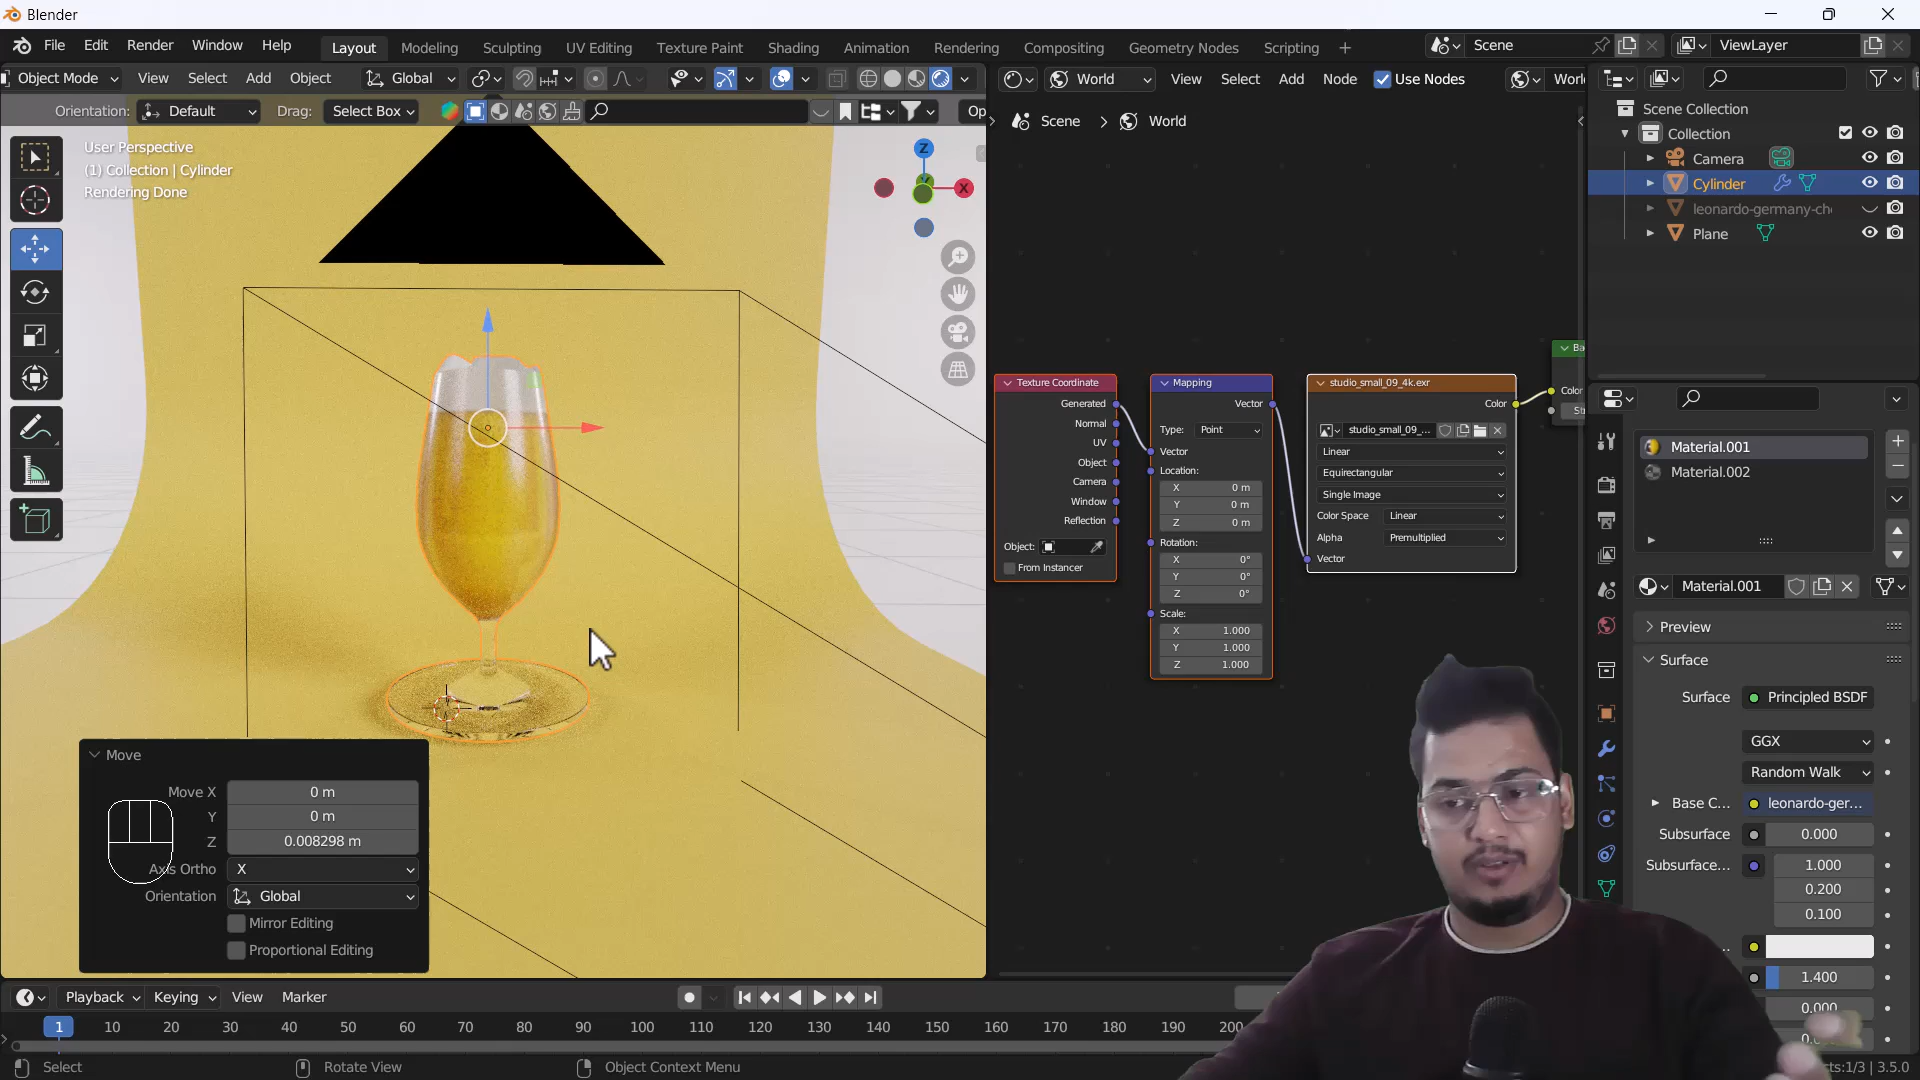 Blender
File Edit Render Window Help
Layout Modeling Sculpting UV Editing Texture Paint Shading Animation Rendering Compositing Geometry Nodes Scripting +
Scene
ViewLayer
Object Mode View Select Add Object Global
World View Select Add Node Use Nodes
Orientation: Default Drag: Select Box
Scene > World
User Perspective
(1) Collection | Cylinder
Rendering Done
Z
X
Scene Collection
Collection
Camera
Cylinder
leonardo-germany-ch
Plane
Texture Coordinate
Generated
Normal
UV
Object
Camera
Window
Reflection
Object:
From Instancer
Mapping
Vector
Type: Point
Vector
Location:
X 0 m
Y 0 m
Z 0 m
Rotation:
X 0°
Y 0°
Z 0°
Scale:
X 1.000
Y 1.000
Z 1.000
studio_small_09_4k.exr
Color
studio_small_09_...
Linear
Equirectangular
Single Image
Color Space Linear
Alpha Premultiplied
Vector
Ba
Color
St
Material.001
Material.002
Material.001
Preview
Surface
Surface Principled BSDF
GGX
Random Walk
Base C... leonardo-ger...
Subsurface 0.000
Subsurface... 1.000
0.200
0.100
1.400
0.000
Move
Move X 0 m
Y 0 m
Z 0.008298 m
Axis Ortho X
Orientation Global
Mirror Editing
Proportional Editing
Playback Keying View Marker
1 10 20 30 40 50 60 70 80 90 100 110 120 130 140 150 160 170 180 190 200
Select Rotate View Object Context Menu
cts:1/3 | 3.5.0